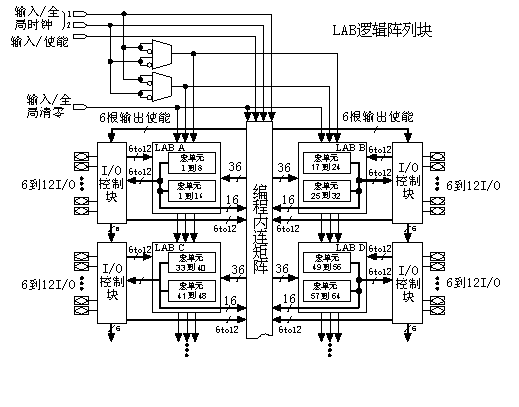 输入/全
局时钟
1
2
输入/使能
LAB逻辑阵列块
输入/全
局清零
6根输出使能
6根输出使能
LAB A
宏单元
1到8
宏单元
1到16
6to12
36
16
6to12
I/O
控制
块
6到12I/O
8
编程内连矩阵
LAB B
宏单元
17到24
宏单元
25到32
6to12
36
16
6to12
I/O
控制
块
6到12I/O
6
LAB C
宏单元
33到40
宏单元
41到48
6to12
36
16
6to12
I/O
控制
块
6到12I/O
6
LAB D
宏单元
49到56
宏单元
57到64
6to12
36
16
6to12
I/O
控制
块
6到12I/O
6